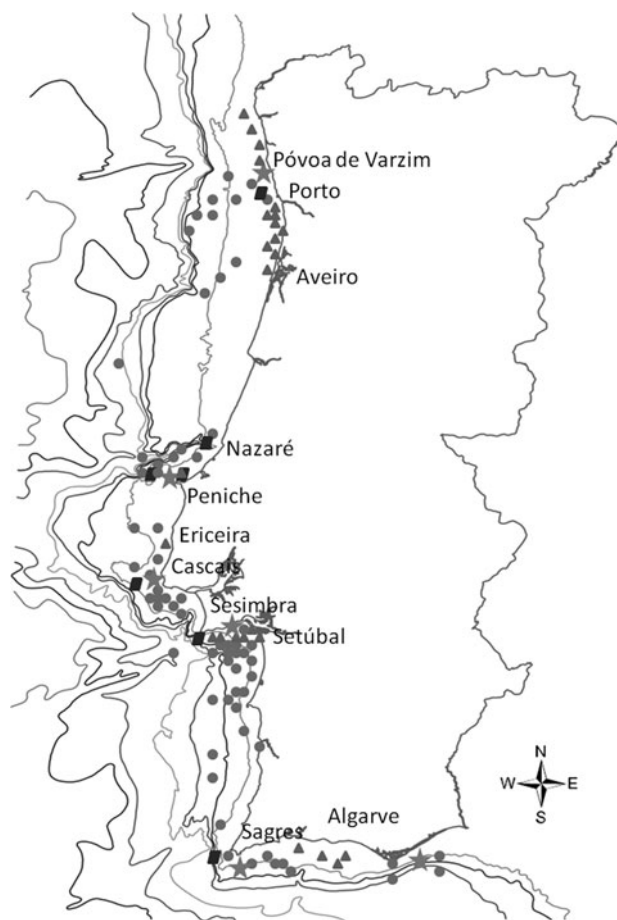 Póvoa de Varzim
Porto
Aveiro
Nazaré
Peniche
Ericeira
Cascais
Sesimbra
Setúbal
N
W E
S
Algarve
Sagres